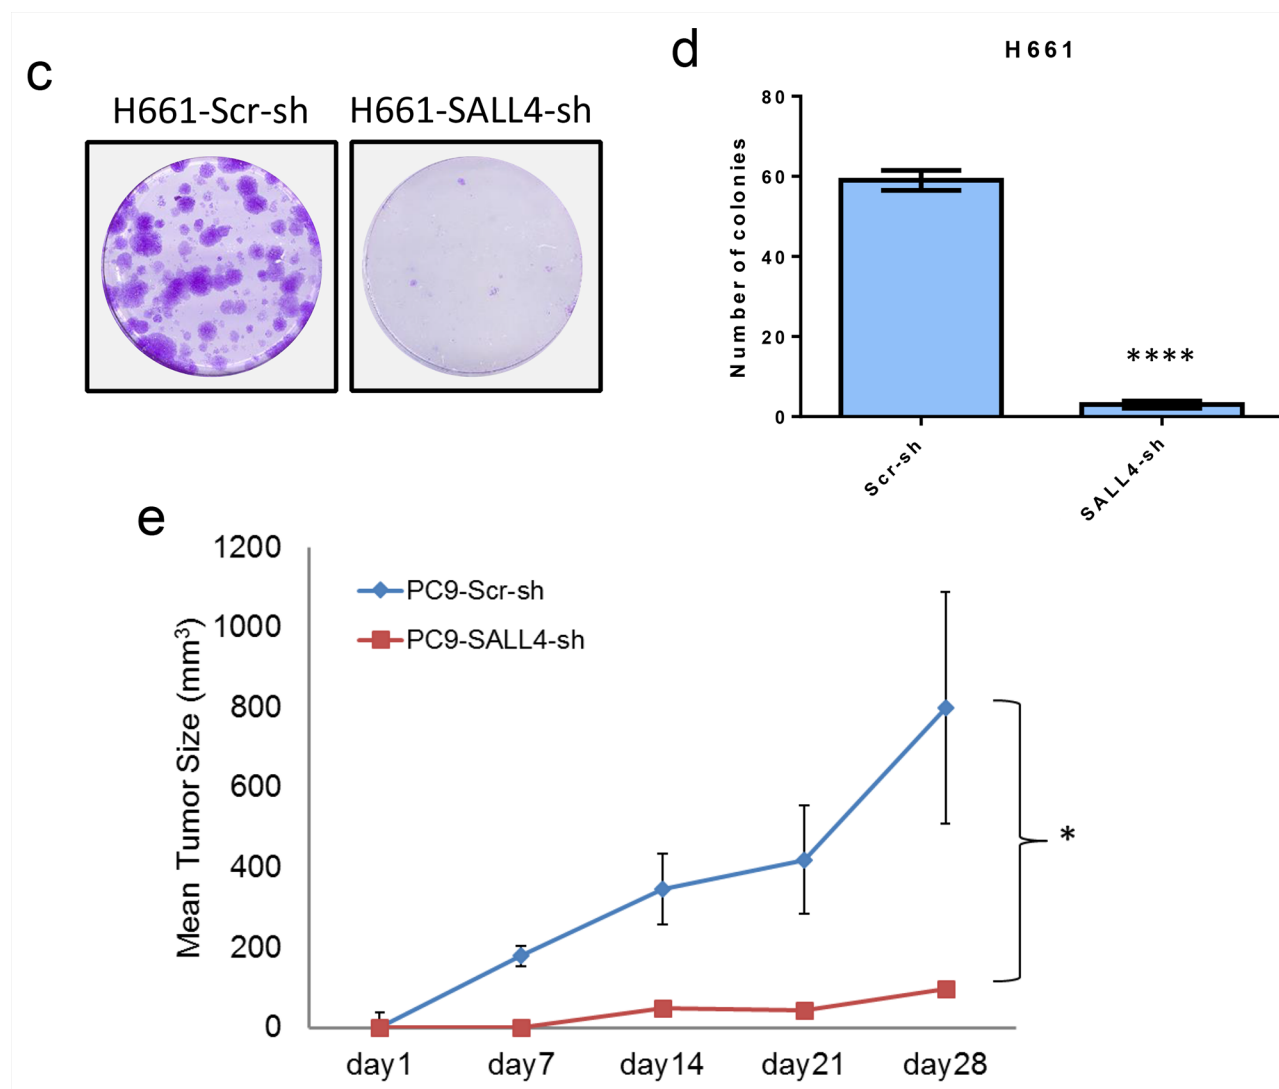 c
H661-Scr-sh H661-SALL4-sh
d
H661
Number of colonies
80
60
40
20
0
****
Scr-sh
SALL4-sh
e
Mean Tumor Size (mm³)
1200
1000
800
600
400
200
0
PC9-Scr-sh
PC9-SALL4-sh
*
day1 day7 day14 day21 day28